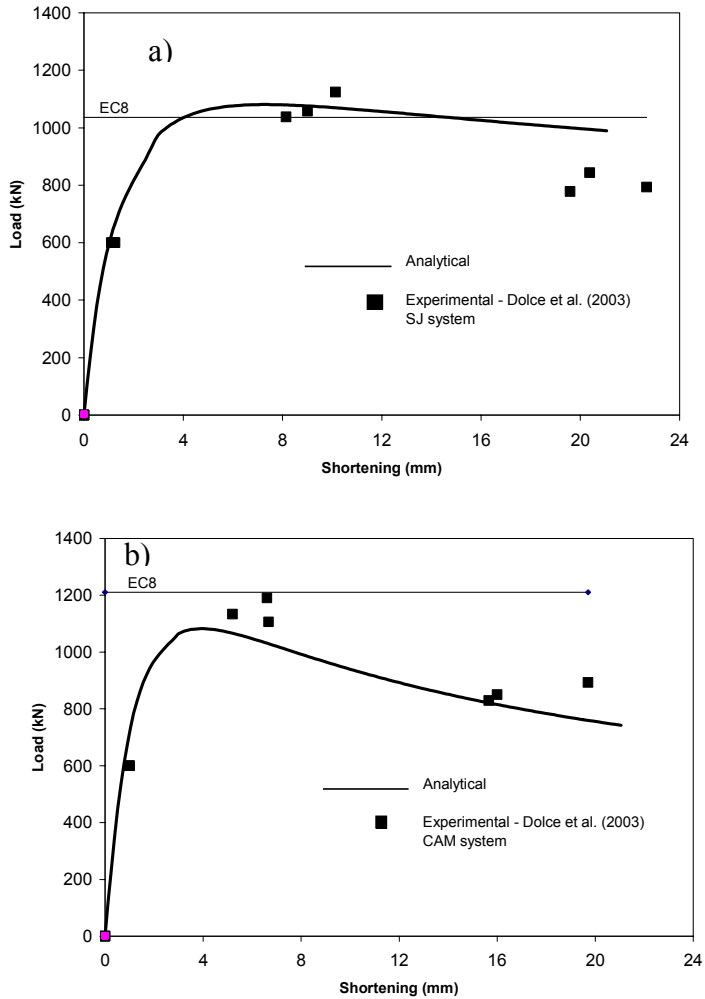 a)
1400
1200
EC8
1000
800
600
400
200
0
Load (kN)
Analytical
Experimental - Dolce et al. (2003)
SJ system
0 4 8 12 16 20 24
Shortening (mm)
b)
1400
1200
EC8
1000
800
600
400
200
0
Load (kN)
Analytical
Experimental - Dolce et al. (2003)
CAM system
0 4 8 12 16 20 24
Shortening (mm)